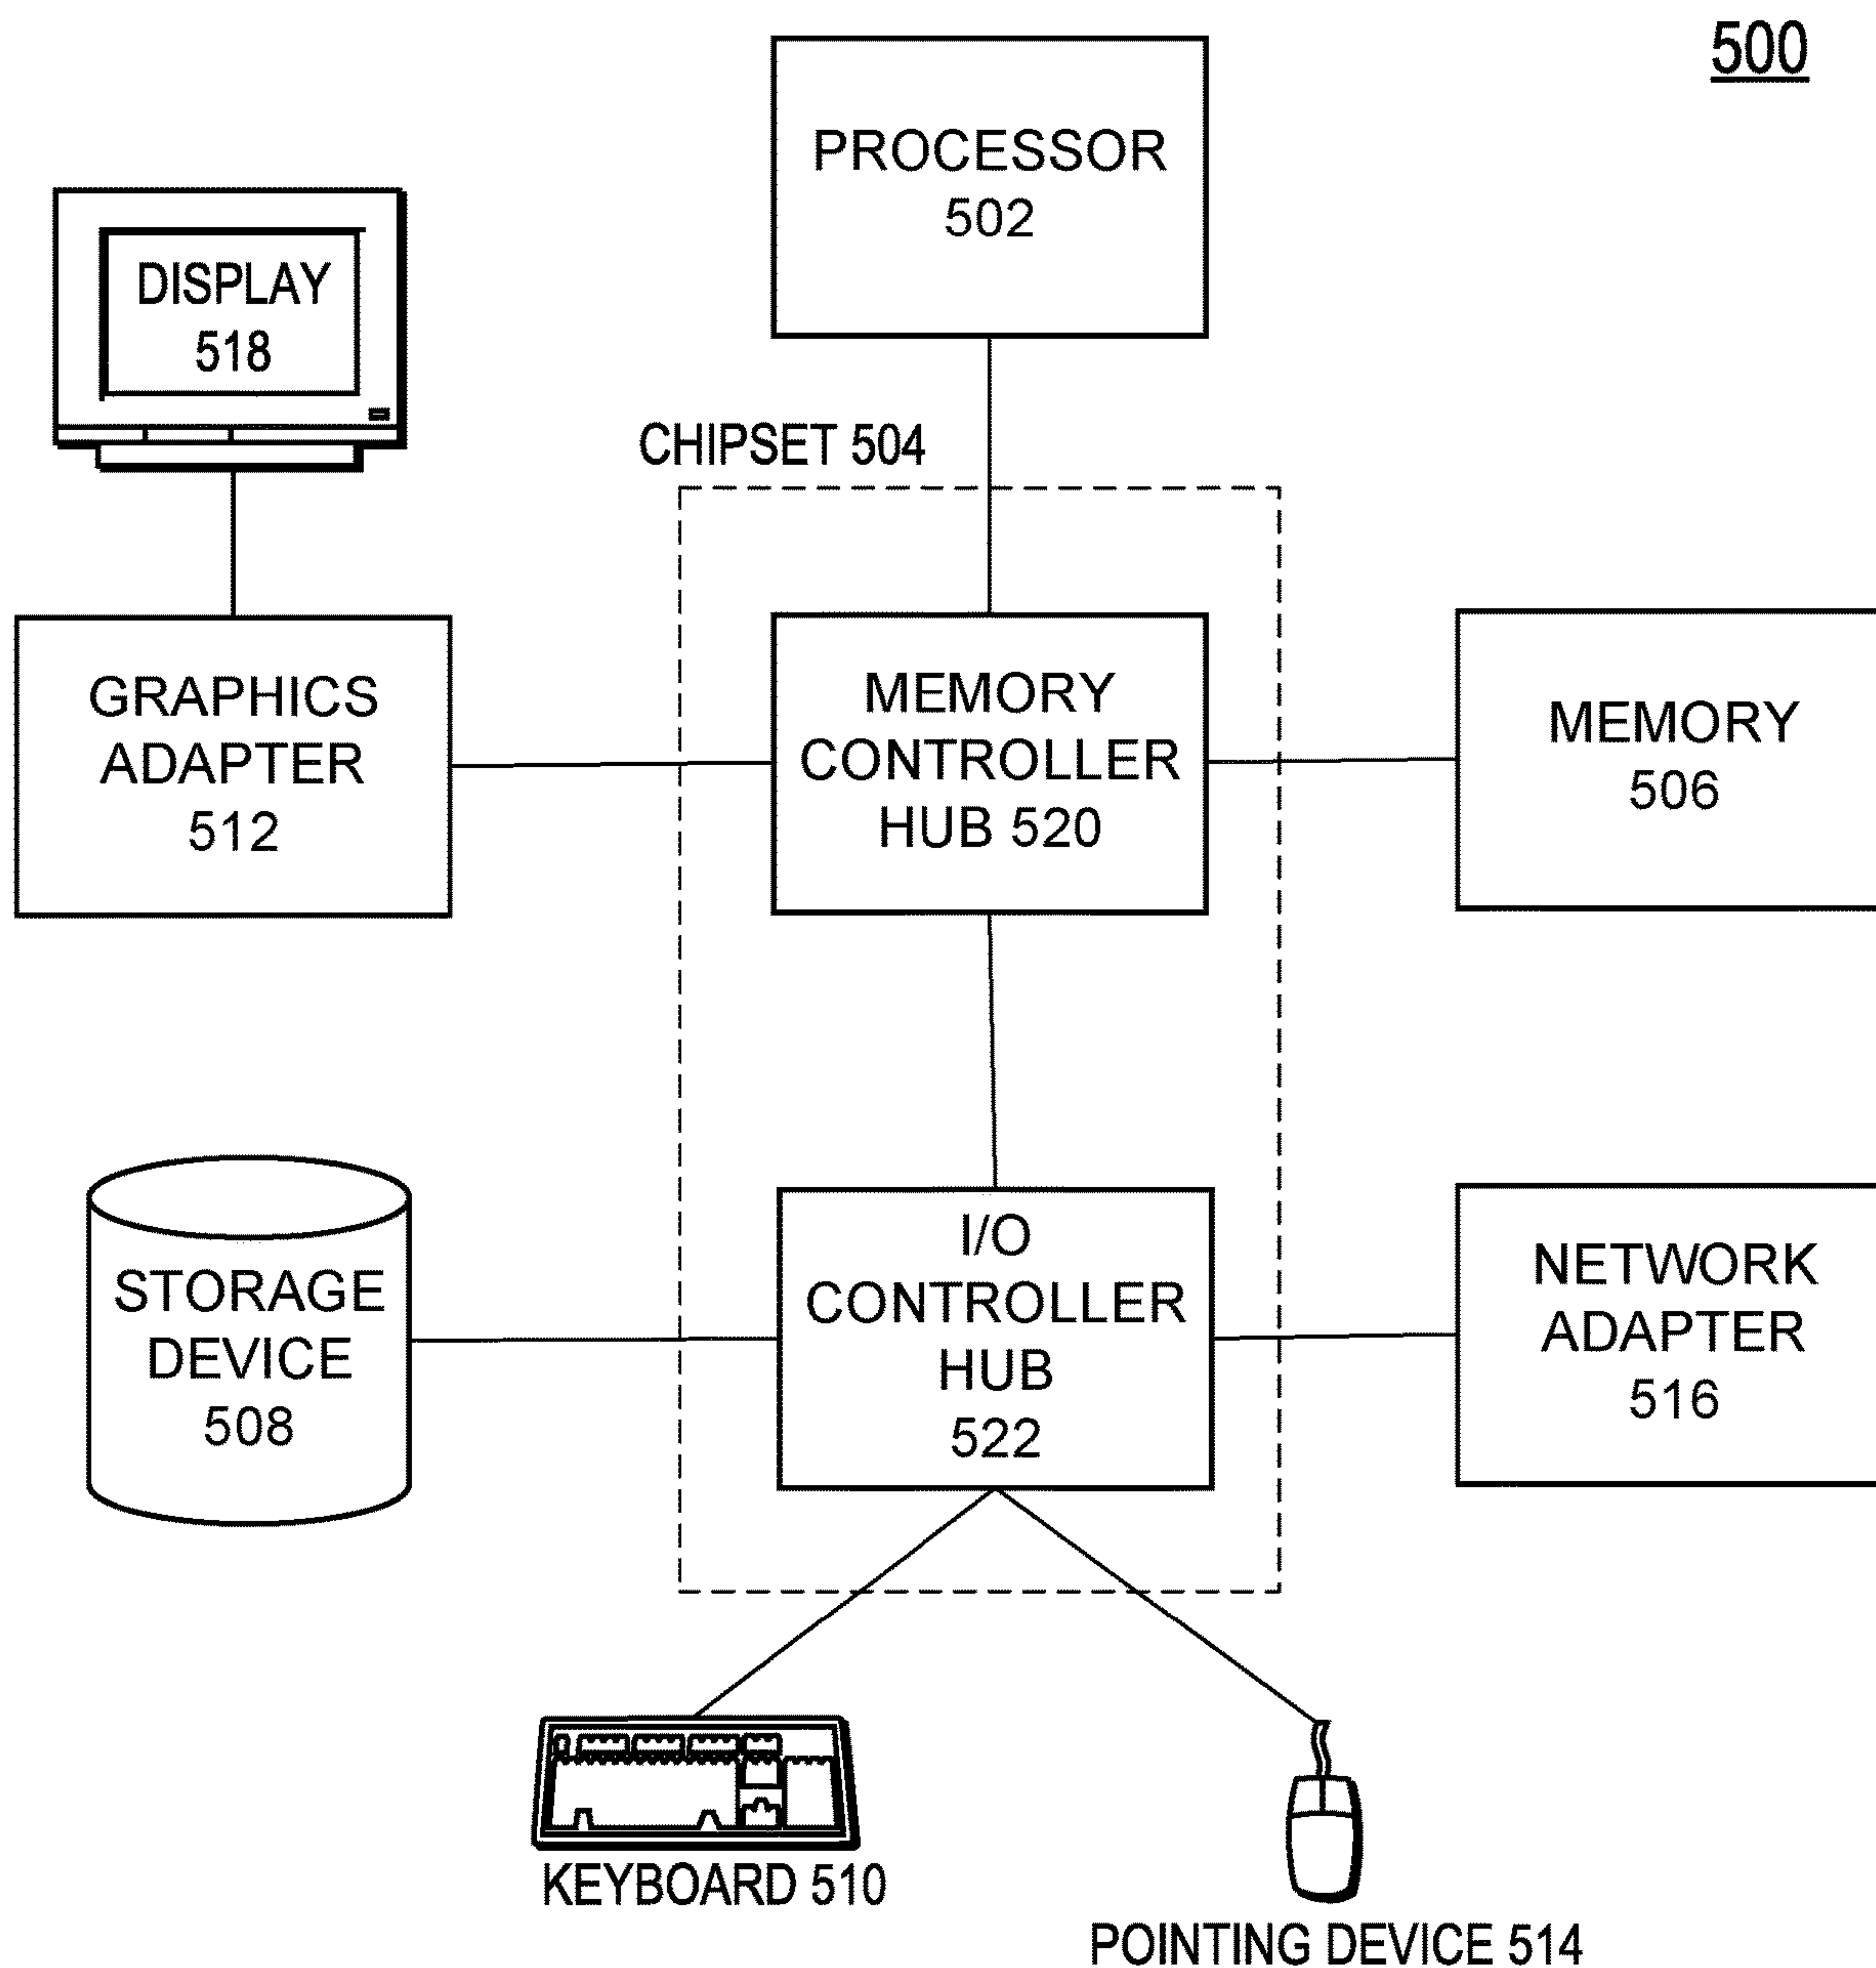 500
PROCESSOR
502
DISPLAY
518
CHIPSET 504
GRAPHICS
ADAPTER
512
MEMORY
CONTROLLER
HUB 520
MEMORY
506
STORAGE
DEVICE
508
I/O
CONTROLLER
HUB
522
NETWORK
ADAPTER
516
KEYBOARD 510
POINTING DEVICE 514